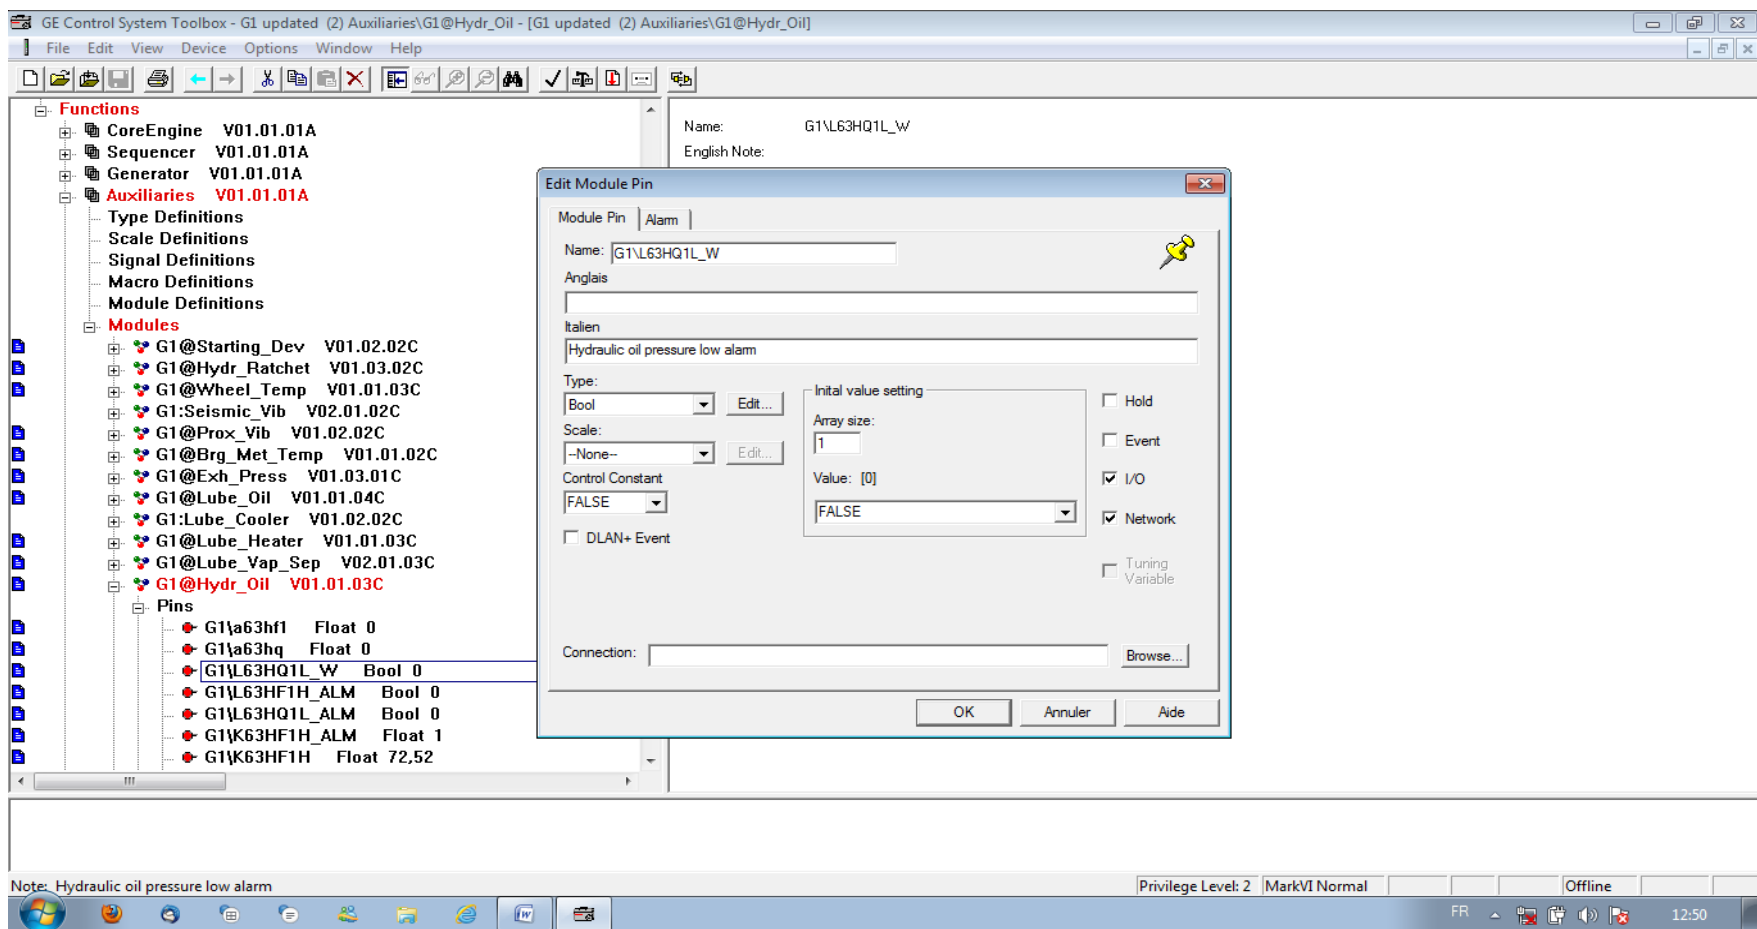 GE Control System Toolbox - G1 updated  (2) Auxiliaries\G1@Hydr_Oil - [G1 updated  (2) Auxiliaries\G1@Hydr_Oil]
File Edit View Device Options Window Help
Functions
CoreEngine V01.01.01A
Sequencer V01.01.01A
Generator V01.01.01A
Auxiliaries V01.01.01A
Type Definitions
Scale Definitions
Signal Definitions
Macro Definitions
Module Definitions
Modules
G1@Starting_Dev V01.02.02C
G1@Hydr_Ratchet V01.03.02C
G1@Wheel_Temp V01.01.03C
G1:Seismic_Vib V02.01.02C
G1@Prox_Vib V01.02.02C
G1@Brg_Met_Temp V01.01.02C
G1@Exh_Press V01.03.01C
G1@Lube_Oil V01.01.04C
G1:Lube_Cooler V01.02.02C
G1@Lube_Heater V01.01.03C
G1@Lube_Vap_Sep V02.01.03C
G1@Hydr_Oil V01.01.03C
Pins
G1\a63hf1 Float 0
G1\a63hq Float 0
G1\L63HQ1L_W Bool 0
G1\L63HF1H_ALM Bool 0
G1\L63HQ1L_ALM Bool 0
G1\K63HF1H_ALM Float 1
G1\K63HF1H Float 72,52
Name: G1\L63HQ1L_W
English Note:
Edit Module Pin
Module Pin Alarm
Name: G1\L63HQ1L_W
Anglais
Italien
Hydraulic oil pressure low alarm
Type:
Bool Edit...
Scale:
--None-- Edit...
Control Constant
FALSE
DLAN+ Event
Inital value setting
Array size:
1
Value: [0]
FALSE
Hold
Event
I/O
Network
Tuning
Variable
Connection: Browse...
OK Annuler Aide
Note: Hydraulic oil pressure low alarm
Privilege Level: 2 MarkVI Normal Offline
FR 12:50